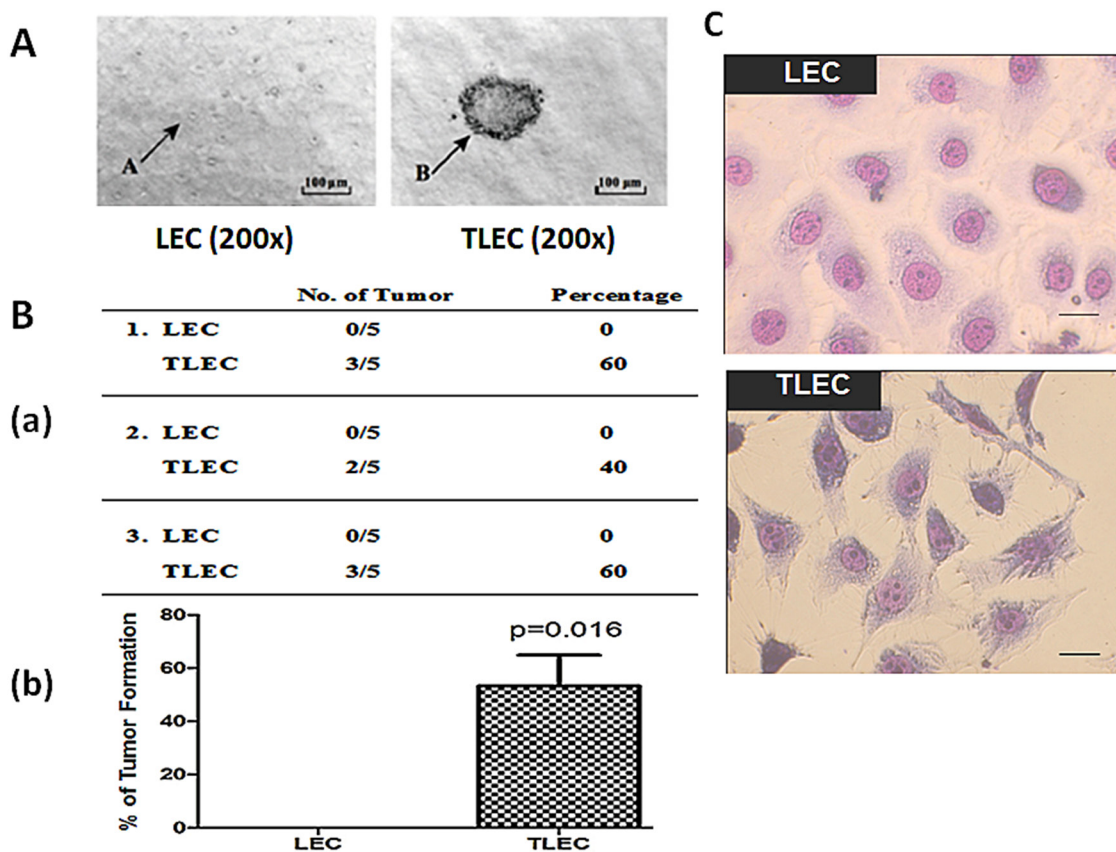 A
A
100 µm
B
100 µm
LEC (200x)
TLEC (200x)
B
(a)
No. of Tumor Percentage
1. LEC 0/5 0
TLEC 3/5 60
2. LEC 0/5 0
TLEC 2/5 40
3. LEC 0/5 0
TLEC 3/5 60
(b)
% of Tumor Formation
80
60
40
20
0
p=0.016
LEC
TLEC
C
LEC
TLEC